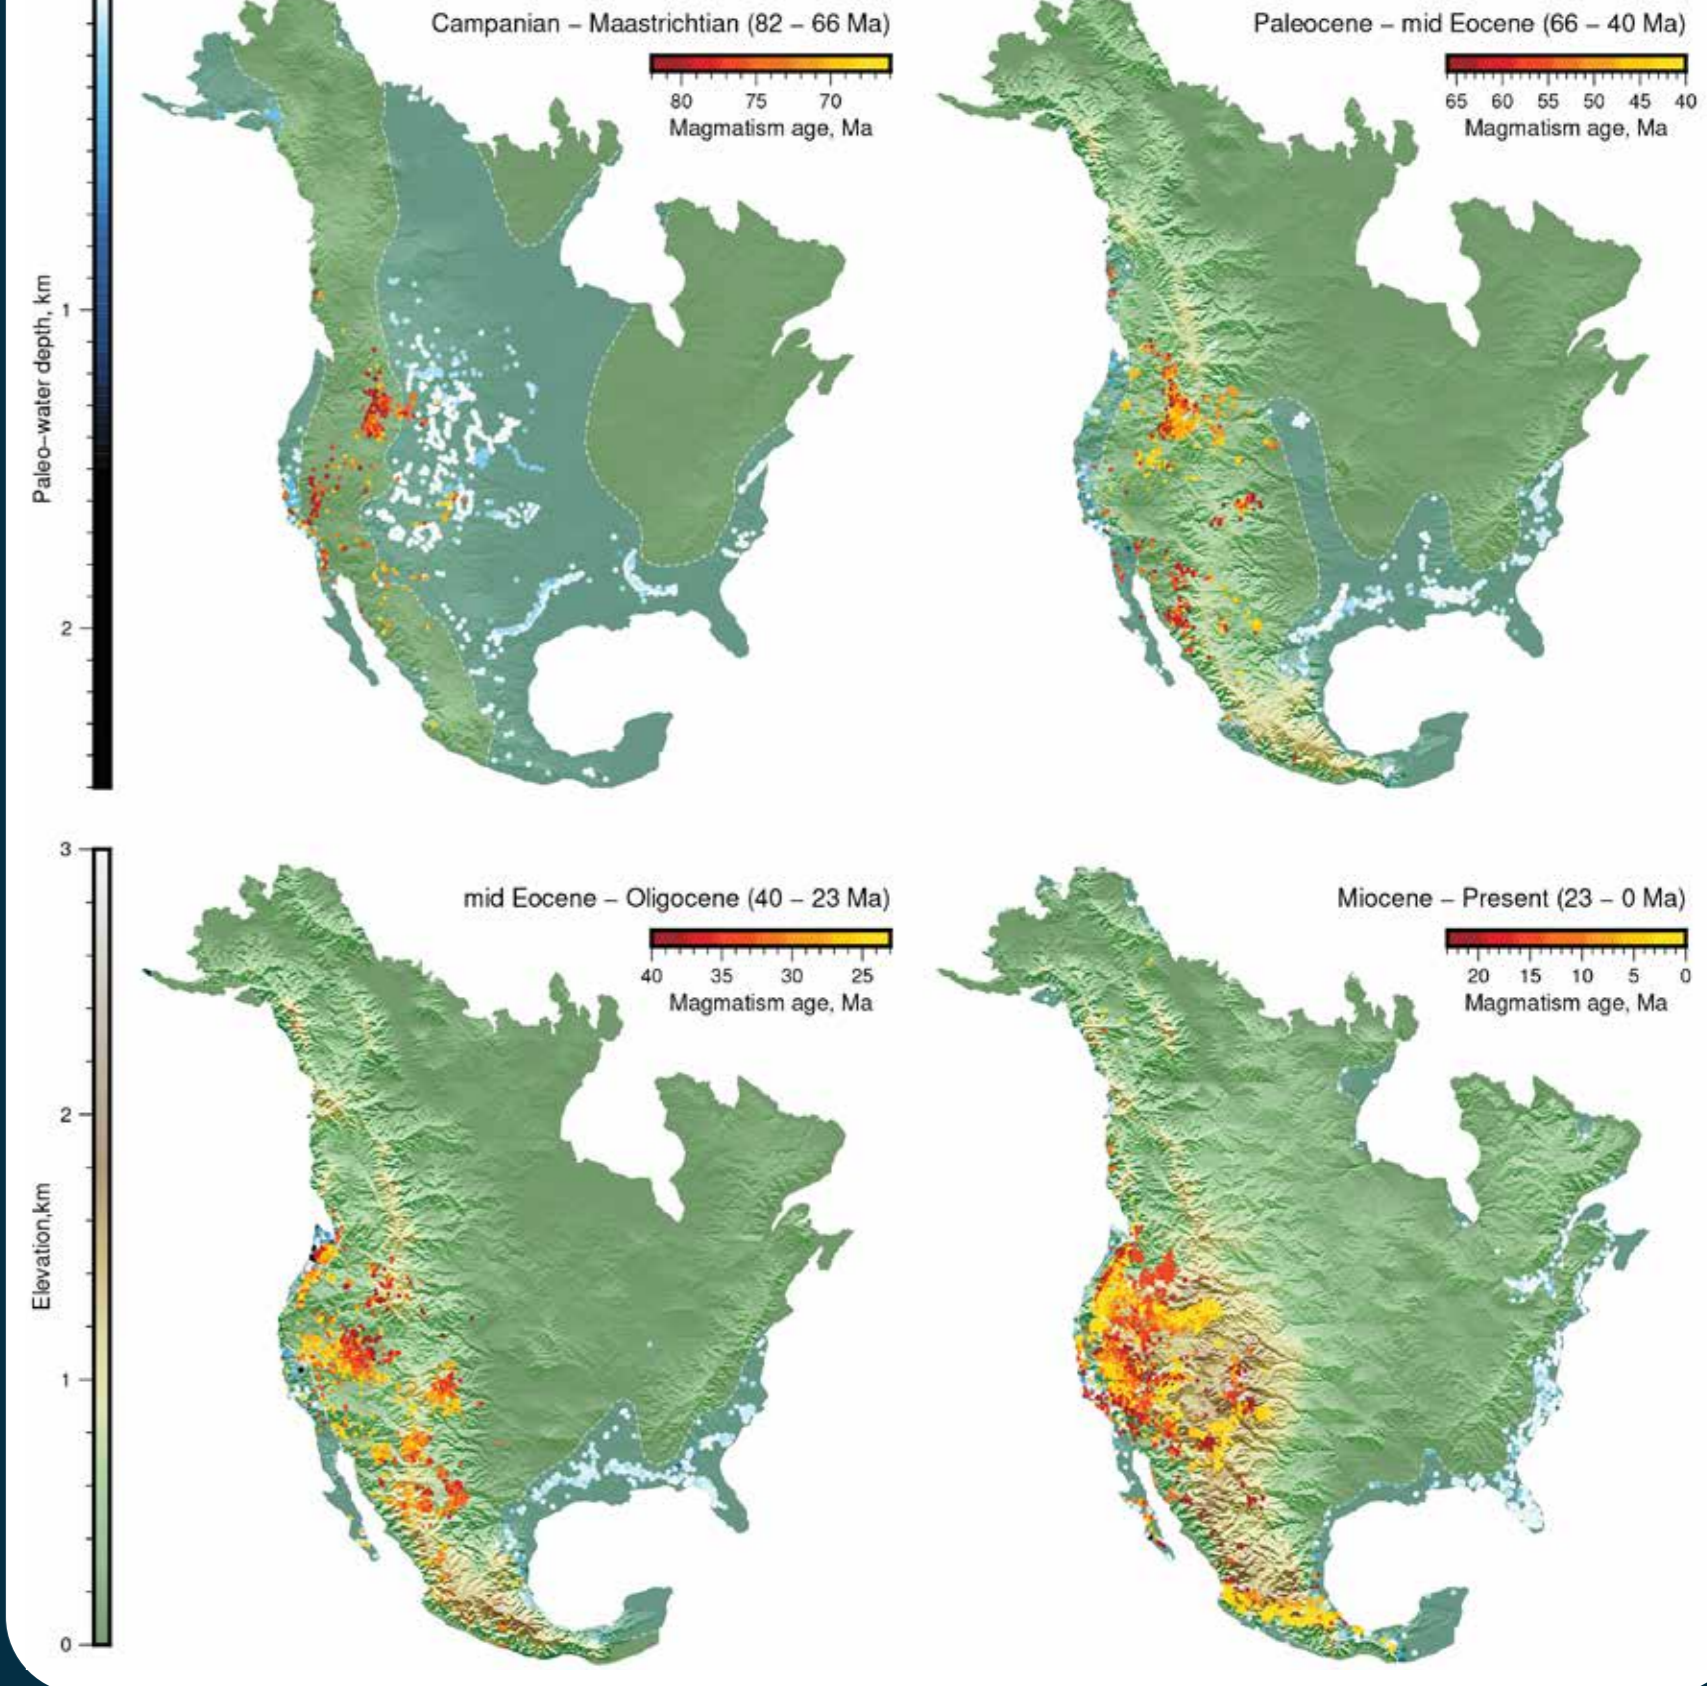 Campanian – Maastrichtian (82 – 66 Ma)
80 75 70
Magmatism age, Ma
Paleocene – mid Eocene (66 – 40 Ma)
65 60 55 50 45 40
Magmatism age, Ma
Paleo–water depth, km
1
2
mid Eocene – Oligocene (40 – 23 Ma)
40 35 30 25
Magmatism age, Ma
Miocene – Present (23 – 0 Ma)
20 15 10 5 0
Magmatism age, Ma
Elevation,km
3
2
1
0